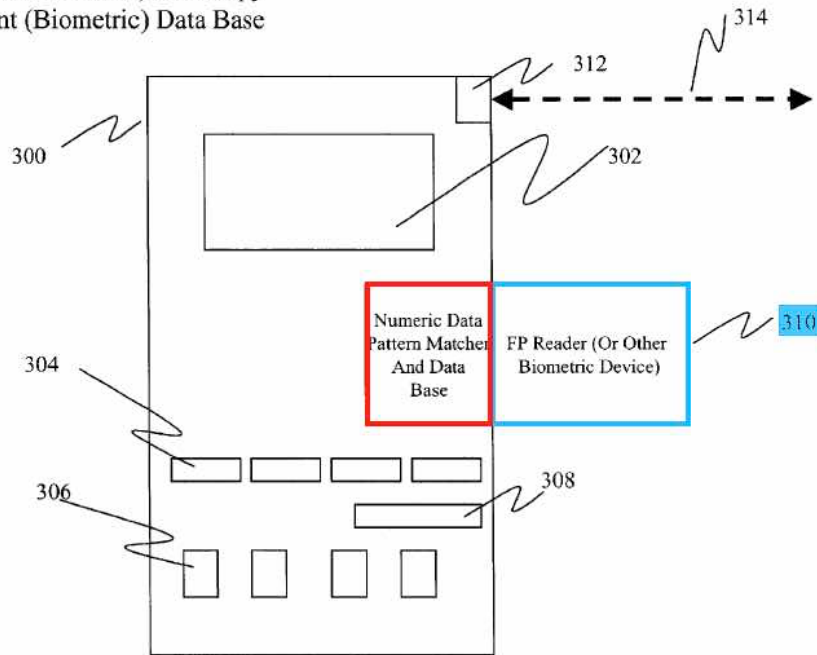 nt (Biometric) Data Base
314
312
300
302
Numeric Data
Pattern Matcher
And Data
Base
FP Reader (Or Other
Biometric Device)
310
304
306
308